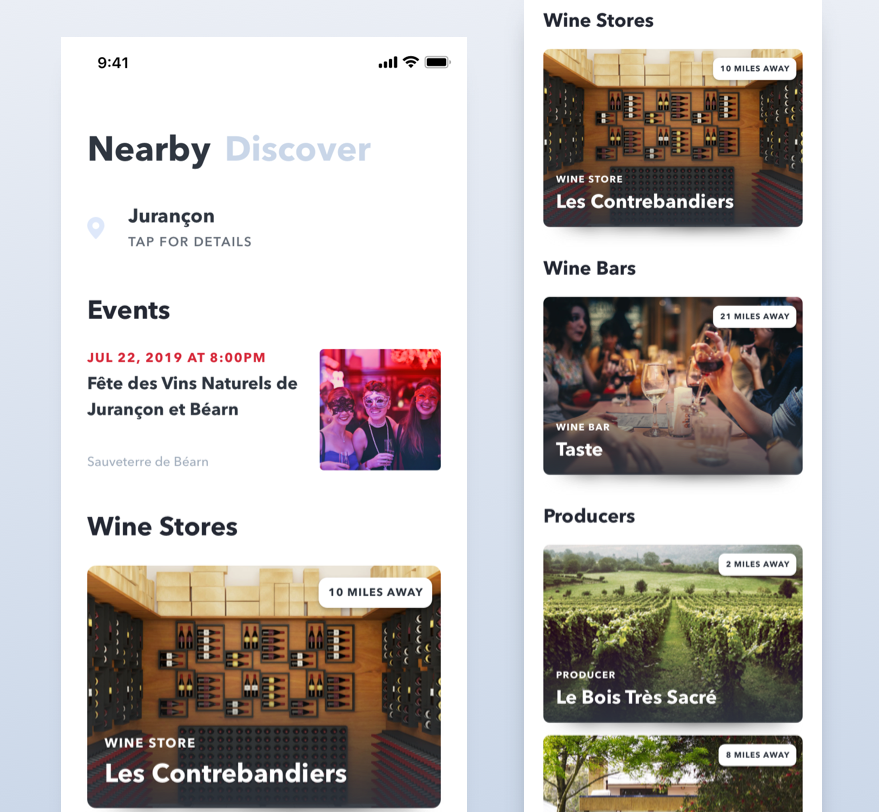 9:41
Nearby Discover
Jurançon
TAP FOR DETAILS
Events
JUL 22, 2019 AT 8:00PM
Fête des Vins Naturels de
Jurançon et Béarn
Sauveterre de Béarn
Wine Stores
10 MILES AWAY
WINE STORE
Les Contrebandiers
Wine Stores
10 MILES AWAY
WINE STORE
Les Contrebandiers
Wine Bars
21 MILES AWAY
WINE BAR
Taste
Producers
2 MILES AWAY
PRODUCER
Le Bois Très Sacré
8 MILES AWAY